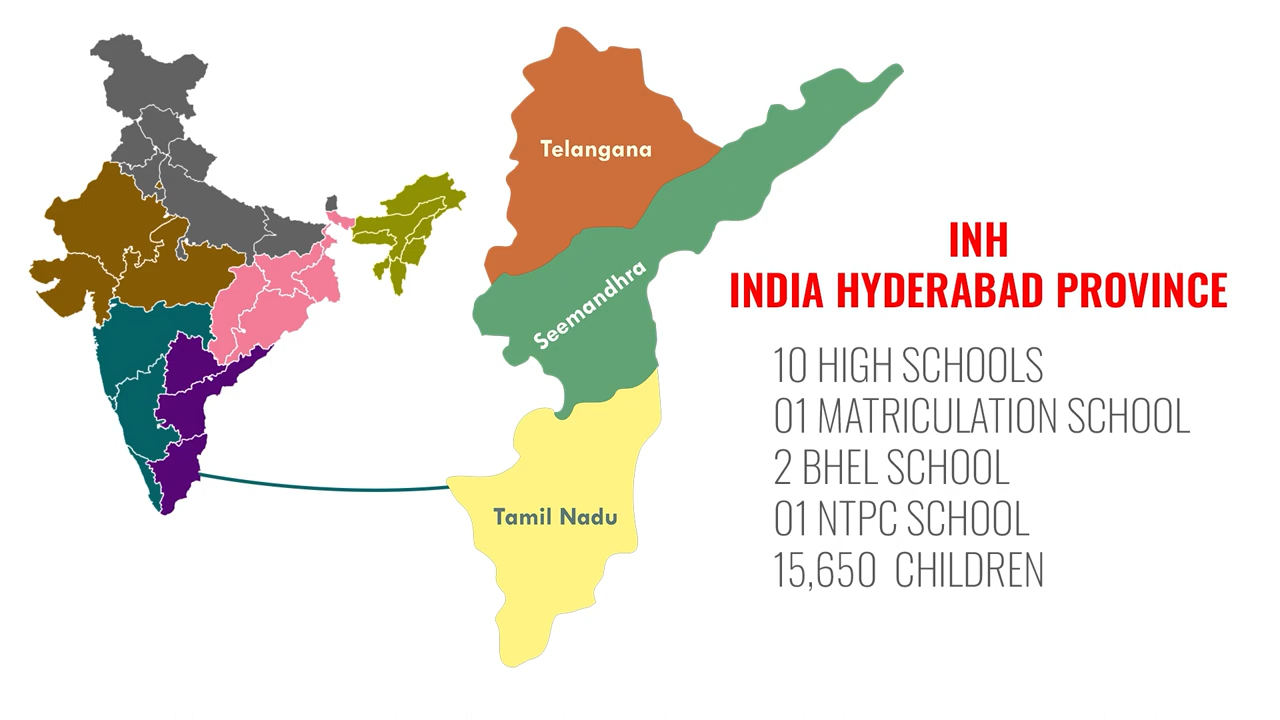 Telangana
Seemandhra
Tamil Nadu
INH
INDIA HYDERABAD PROVINCE
10 HIGH SCHOOLS
01 MATRICULATION SCHOOL
2 BHEL SCHOOL
01 NTPC SCHOOL
15,650 CHILDREN